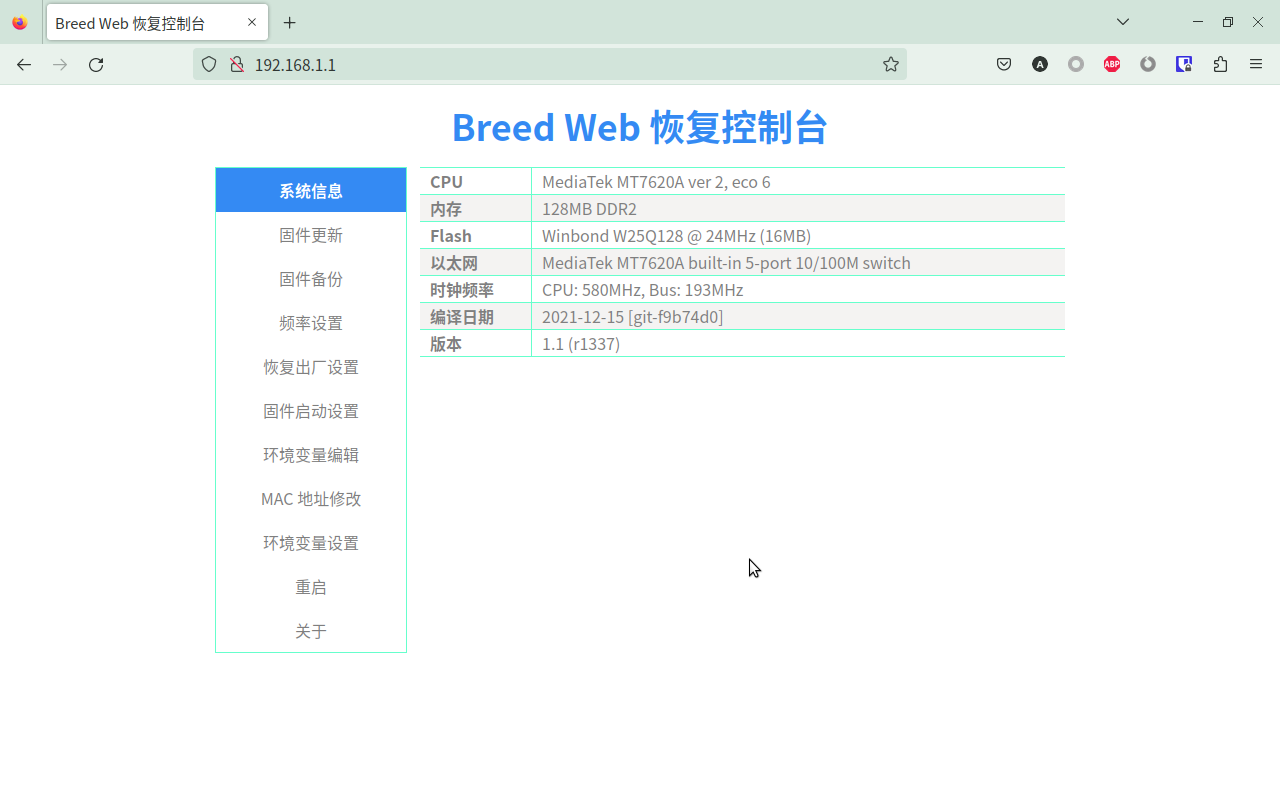 Breed Web 恢复控制台
192.168.1.1
A
ABP
Breed Web 恢复控制台
系统信息
固件更新
固件备份
频率设置
恢复出厂设置
固件启动设置
环境变量编辑
MAC 地址修改
环境变量设置
重启
关于
CPU MediaTek MT7620A ver 2, eco 6
内存 128MB DDR2
Flash Winbond W25Q128 @ 24MHz (16MB)
以太网 MediaTek MT7620A built-in 5-port 10/100M switch
时钟频率 CPU: 580MHz, Bus: 193MHz
编译日期 2021-12-15 [git-f9b74d0]
版本 1.1 (r1337)